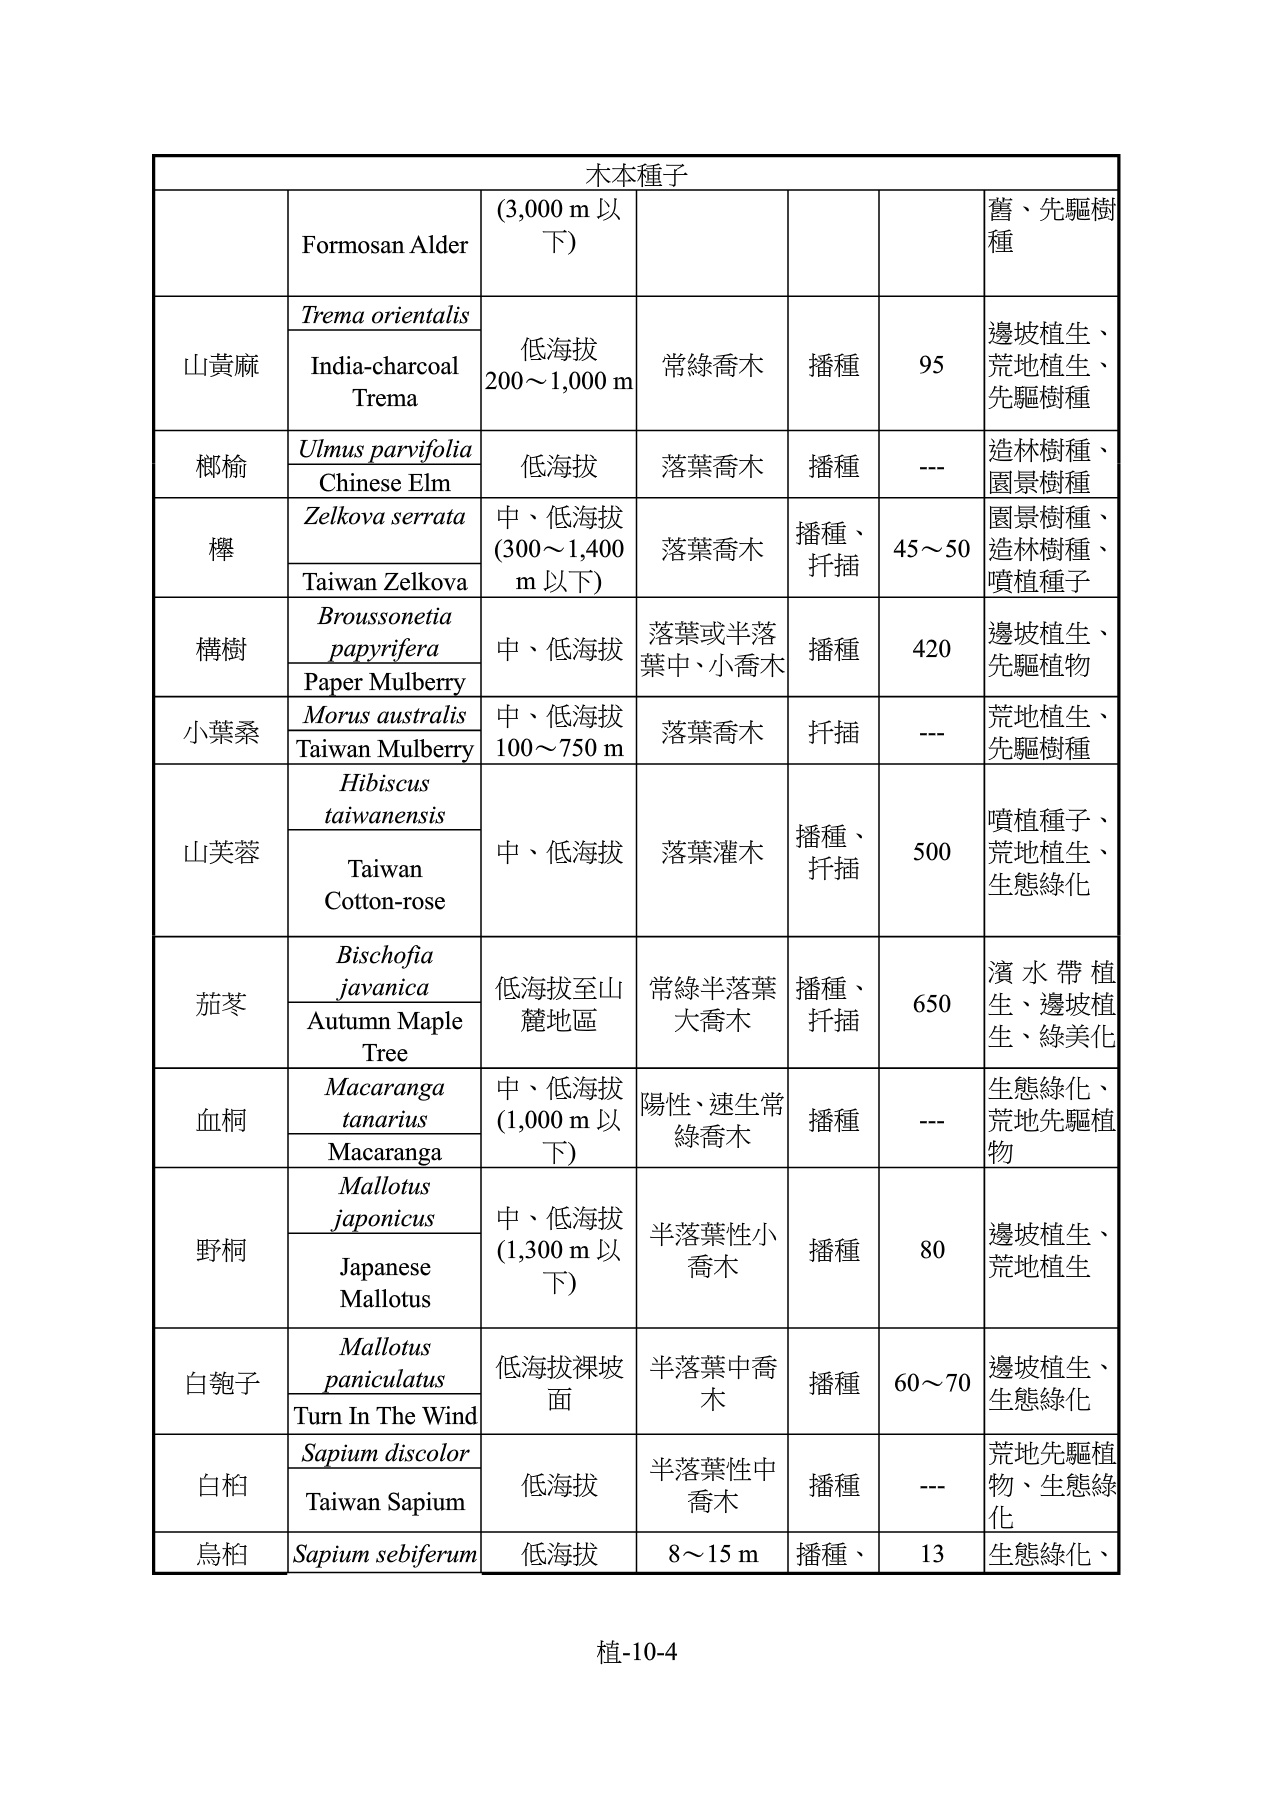 木本種子
Formosan Alder
(3,000 m 以
下)
舊、先驅樹
種
山黃麻
Trema orientalis
India-charcoal
Trema
低海拔
200～1,000 m
常綠喬木
播種
95
邊坡植生、
荒地植生、
先驅樹種
榔榆
Ulmus parvifolia
Chinese Elm
低海拔
落葉喬木
播種
---
造林樹種、
園景樹種
櫸
Zelkova serrata
Taiwan Zelkova
中、低海拔
(300～1,400
m 以下)
落葉喬木
播種、
扦插
45～50
園景樹種、
造林樹種、
噴植種子
構樹
Broussonetia
papyrifera
Paper Mulberry
中、低海拔
落葉或半落
葉中、小喬木
播種
420
邊坡植生、
先驅植物
小葉桑
Morus australis
Taiwan Mulberry
中、低海拔
100～750 m
落葉喬木
扦插
---
荒地植生、
先驅樹種
山芙蓉
Hibiscus
taiwanensis
Taiwan
Cotton-rose
中、低海拔
落葉灌木
播種、
扦插
500
噴植種子、
荒地植生、
生態綠化
茄苳
Bischofia
javanica
Autumn Maple
Tree
低海拔至山
麓地區
常綠半落葉
大喬木
播種、
扦插
650
濱水帶植
生、邊坡植
生、綠美化
血桐
Macaranga
tanarius
Macaranga
中、低海拔
(1,000 m 以
下)
陽性、速生常
綠喬木
播種
---
生態綠化、
荒地先驅植
物
野桐
Mallotus
japonicus
Japanese
Mallotus
中、低海拔
(1,300 m 以
下)
半落葉性小
喬木
播種
80
邊坡植生、
荒地植生
白匏子
Mallotus
paniculatus
Turn In The Wind
低海拔裸坡
面
半落葉中喬
木
播種
60～70
邊坡植生、
生態綠化
白桕
Sapium discolor
Taiwan Sapium
低海拔
半落葉性中
喬木
播種
---
荒地先驅植
物、生態綠
化
烏桕
Sapium sebiferum
低海拔
8～15 m
播種、
13
生態綠化、
植-10-4